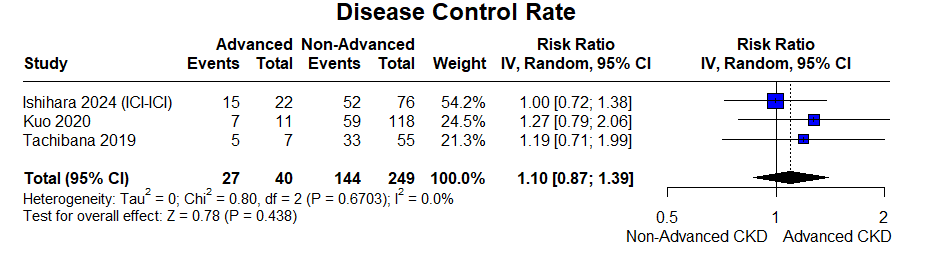 Disease Control Rate
Advanced Non-Advanced Risk Ratio Risk Ratio
Study Events Total Events Total Weight IV, Random, 95% CI IV, Random, 95% CI
Ishihara 2024 (ICI-ICI) 15 22 52 76 54.2% 1.00 [0.72; 1.38]
Kuo 2020 7 11 59 118 24.5% 1.27 [0.79; 2.06]
Tachibana 2019 5 7 33 55 21.3% 1.19 [0.71; 1.99]
Total (95% CI) 27 40 144 249 100.0% 1.10 [0.87; 1.39]
Heterogeneity: Tau² = 0; Chi² = 0.80, df = 2 (P = 0.6703); I² = 0.0%
Test for overall effect: Z = 0.78 (P = 0.438)
0.5 1 2
Non-Advanced CKD Advanced CKD